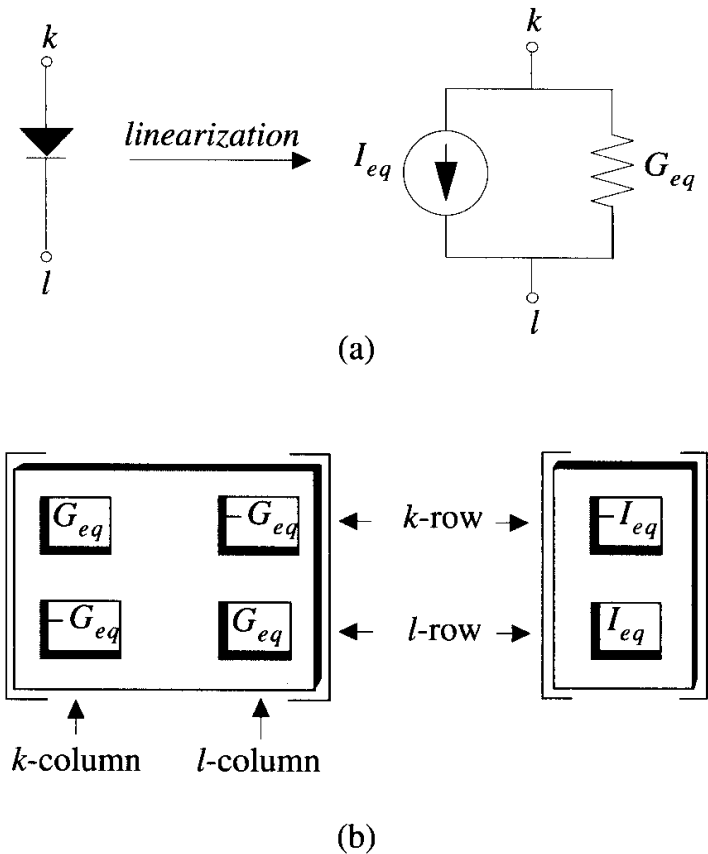 k k
linearization
I_eq G_eq
l l
(a)
G_eq -G_eq k-row -I_eq
-G_eq G_eq l-row I_eq
k-column l-column
(b)